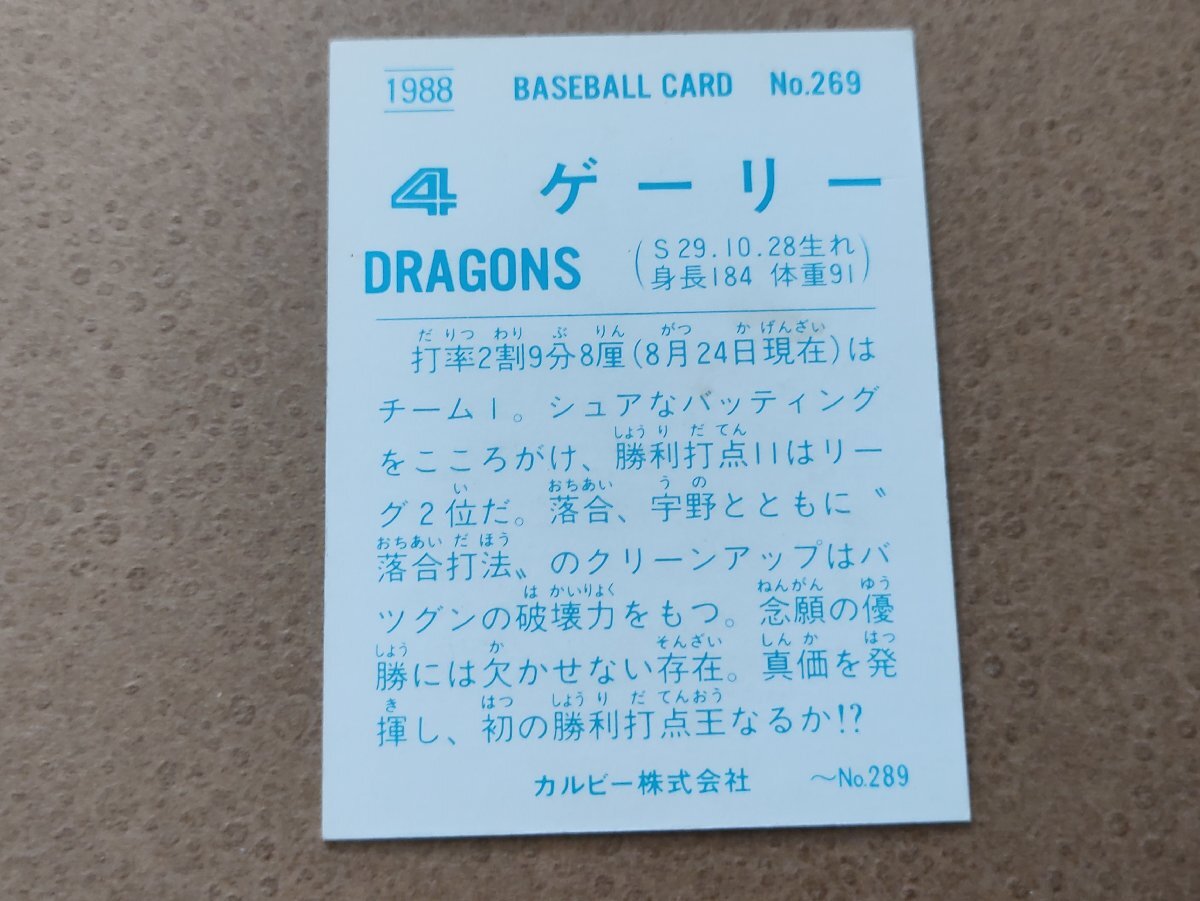 1988 BASEBALL CARD No.269
4 ゲーリー
DRAGONS (S29.10.28生れ
身長184 体重91)
だりつ わり ぶ りん がつ か げんざい
打率2割9分8厘(8月24日現在)は
チーム1。シュアなバッティング
しょうり だてん
をこころがけ、勝利打点11はリー
い おちあい うの
グ2位だ。落合、宇野とともに〝
おちあい だほう
落合打法〟のクリーンアップはバ
はかいりよく ねんがん ゆう
ツグンの破壊力をもつ。念願の優
しよう か そんざい しんか はつ
勝には欠かせない存在。真価を発
き はつ しようり だてんおう
揮し、初の勝利打点王なるか!?
カルビー株式会社 〜No.289